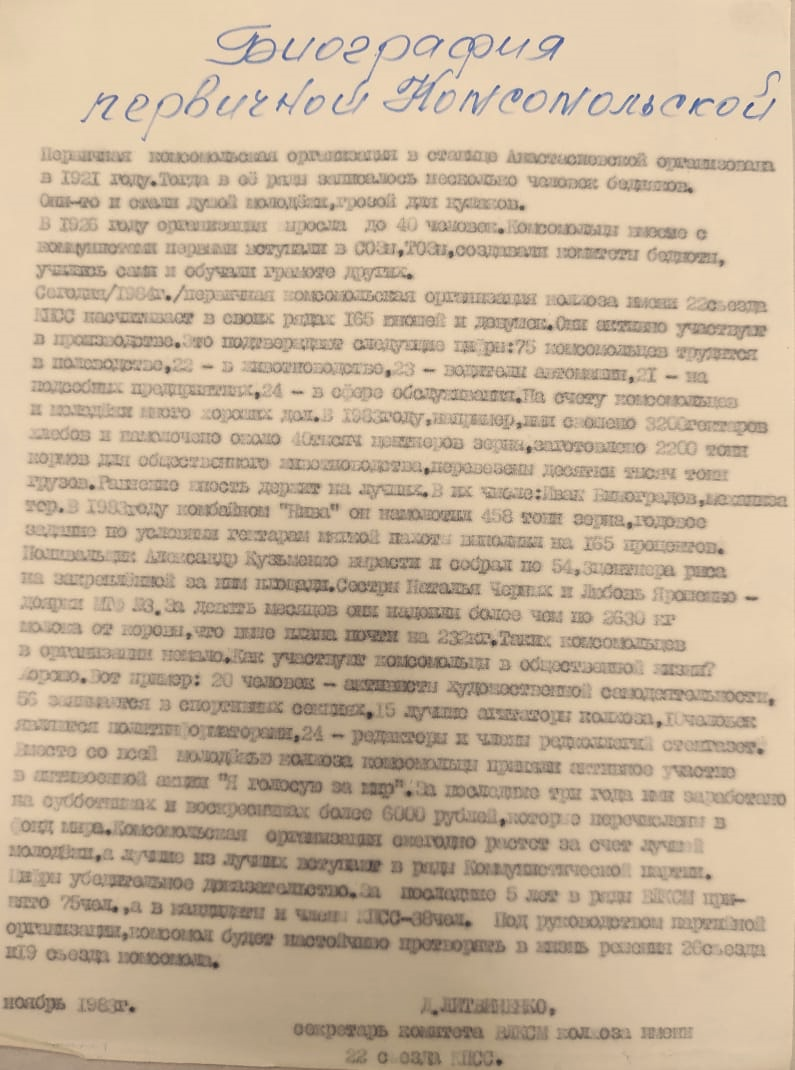 Биография
первичной Комсомольской
Первичная комсомольская организация в станице Анастасиевской организована
в 1921 году.Тогда в её ряды записалось несколько человек бедняков.
Они-то и стали душой молодёжи,грозой для кулаков.
В 1926 году организация выросла до 40 человек.Комсомольцы вместе с
коммунистами первыми вступали в СОЗы,ТОЗы,создавали комитеты бедноты,
учились сами и обучали грамоте других.
Сегодня/1984г./первичная комсомольская организация колхоза имени 22съезда
КПСС насчитывает в своих рядах 165 юношей и девушек.Они активно участвуют
в производстве.Это подтверждают следующие цифры:75 комсомольцев трудятся
в полеводстве,22 - в животноводстве,23 - водители автомашин,21 - на
подсобных предприятиях,24 - в сфере обслуживания.На счету комсомольцев
и молодёжи много хороших дел.В 1983году,например,ими скошено 3200гектаров
хлебов и намолочено около 40тысяч центнеров зерна,заготовлено 2200 тонн
кормов для общественного животноводства,перевезены десятки тысяч тонн
грузов.Равнение юность держит на лучших.В их числе:Иван Виноградов,механиза
тор.В 1983году комбайном "Нива" он намолотил 458 тонн зерна,годовое
задание по условным гектарам мягкой пахоты выполнил на 165 процентов.
Поливальщик Александр Кузьменко вырастил и собрал по 54,3центнера риса
на закреплённой за ним площади.Сестры Наталья Черных и Любовь Ярошенко -
доярки МТФ №3.За девять месяцев они надоили более чем по 2630 кг
молока от коровы,что выше плана почти на 232кг.Таких комсомольцев
в организации немало.Как участвуют комсомольцы в общественной жизни?
Хорошо.Вот пример: 20 человек - активисты художественной самодеятельности,
56 занимаются в спортивных секциях,15 лучшие агитаторы колхоза,10человек
являются политинформаторами,24 - редакторы и члены редколлегий стенгазет.
Вместе со всей молодёжью колхоза комсомольцы приняли активное участие
в антивоенной акции "Я голосую за мир".За последние три года ими заработано
на субботниках и воскресниках более 6000 рублей,которые перечислены в
фонд мира.Комсомольская организация ежегодно растет за счет лучшей
молодёжи,а лучшие из лучших вступают в ряды Коммунистической партии.
Цифры убедительное доказательство.За последние 5 лет в ряды ВЛКСМ при-
нято 75чел.,а в кандидаты и члены КПСС-38чел. Под руководством партийной
организации,комсомол будет настойчиво претворять в жизнь решения 26съезда
и19 съезда комсомола.
ноябрь 1983г. Д.ЛИТВИНЕНКО,
секретарь комитета ВЛКСМ колхоза имени
22 съезда КПСС.